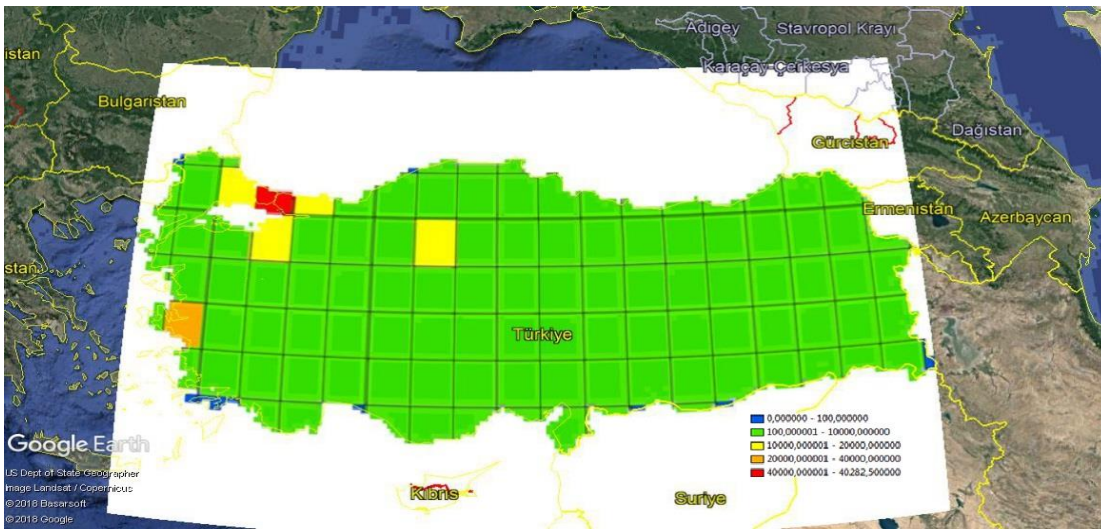 Adigey
Stavropol Krayı
istan
Karaçay-Çerkesya
Bulgaristan
Dağıstan
Gürcistan
Ermenistan
Azerbaycan
stan
Türkiye
0,000000 - 100,000000
100,000001 - 10000,000000
10000,000001 - 20000,000000
20000,000001 - 40000,000000
40000,000001 - 40282,500000
Google Earth
US Dept of State Geographer
Image Landsat / Copernicus
©2018 Basarsoft
©2018 Google
Kıbrıs
Suriye